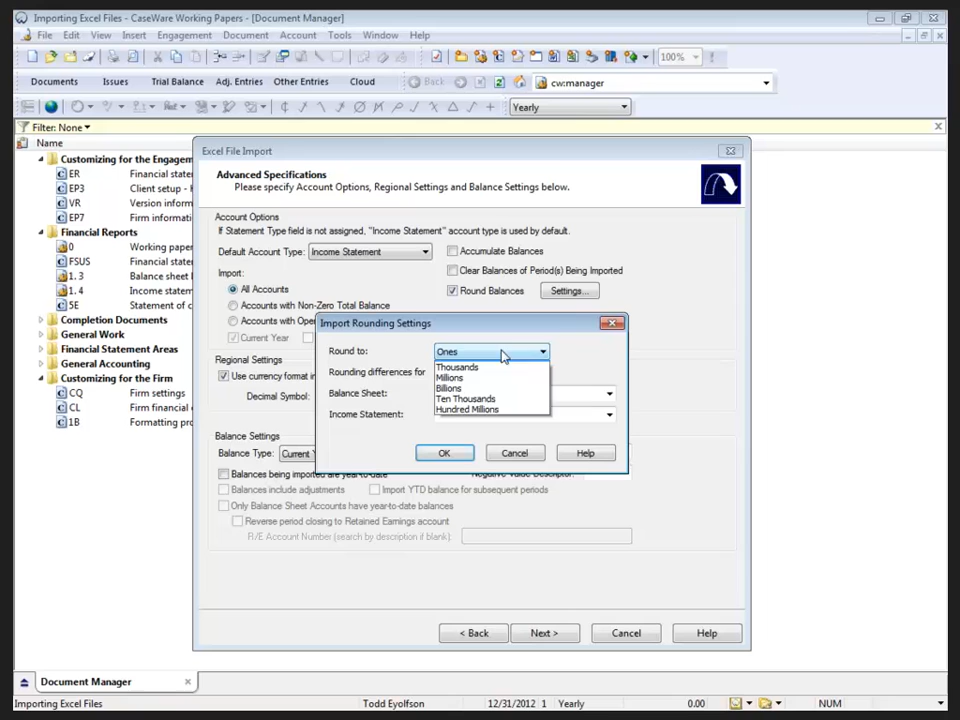 Importing Excel Files - CaseWare Working Papers - [Document Manager]
File Edit View Insert Engagement Document Account Tools Window Help
100%
Documents Issues Trial Balance Adj. Entries Other Entries Cloud Back cw:manager
Yearly
Filter: None
Name
Customizing for the Engagem
ER Financial stateme
EP3 Client setup - H
VR Version informa
EP7 Firm informati
Financial Reports
0 Working paper
FSUS Financial statem
1. 3 Balance sheet l
1. 4 Income stateme
5E Statement of c
Completion Documents
General Work
Financial Statement Areas
General Accounting
Customizing for the Firm
CQ Firm settings
CL Firm financial
1B Formatting pro
Excel File Import
Advanced Specifications
Please specify Account Options, Regional Settings and Balance Settings below.
Account Options
If Statement Type field is not assigned, "Income Statement" account type is used by default.
Default Account Type: Income Statement Accumulate Balances
Import: Clear Balances of Period(s) Being Imported
All Accounts Round Balances Settings...
Accounts with Non-Zero Total Balance
Accounts with Open
Current Year
Regional Settings
Use currency format in
Decimal Symbol:
Balance Settings
Balance Type: Current Y
Balances being imported are year-to-date Negative Value Descriptor:
Balances include adjustments Import YTD balance for subsequent periods
Only Balance Sheet Accounts have year-to-date balances
Reverse period closing to Retained Earnings account
R/E Account Number (search by description if blank):
< Back Next > Cancel Help
Import Rounding Settings
Round to: Ones
Thousands
Millions
Billions
Ten Thousands
Hundred Millions
Rounding differences for
Balance Sheet:
Income Statement:
OK Cancel Help
Document Manager
Importing Excel Files Todd Eyolfson 12/31/2012 1 Yearly 0.00 NUM